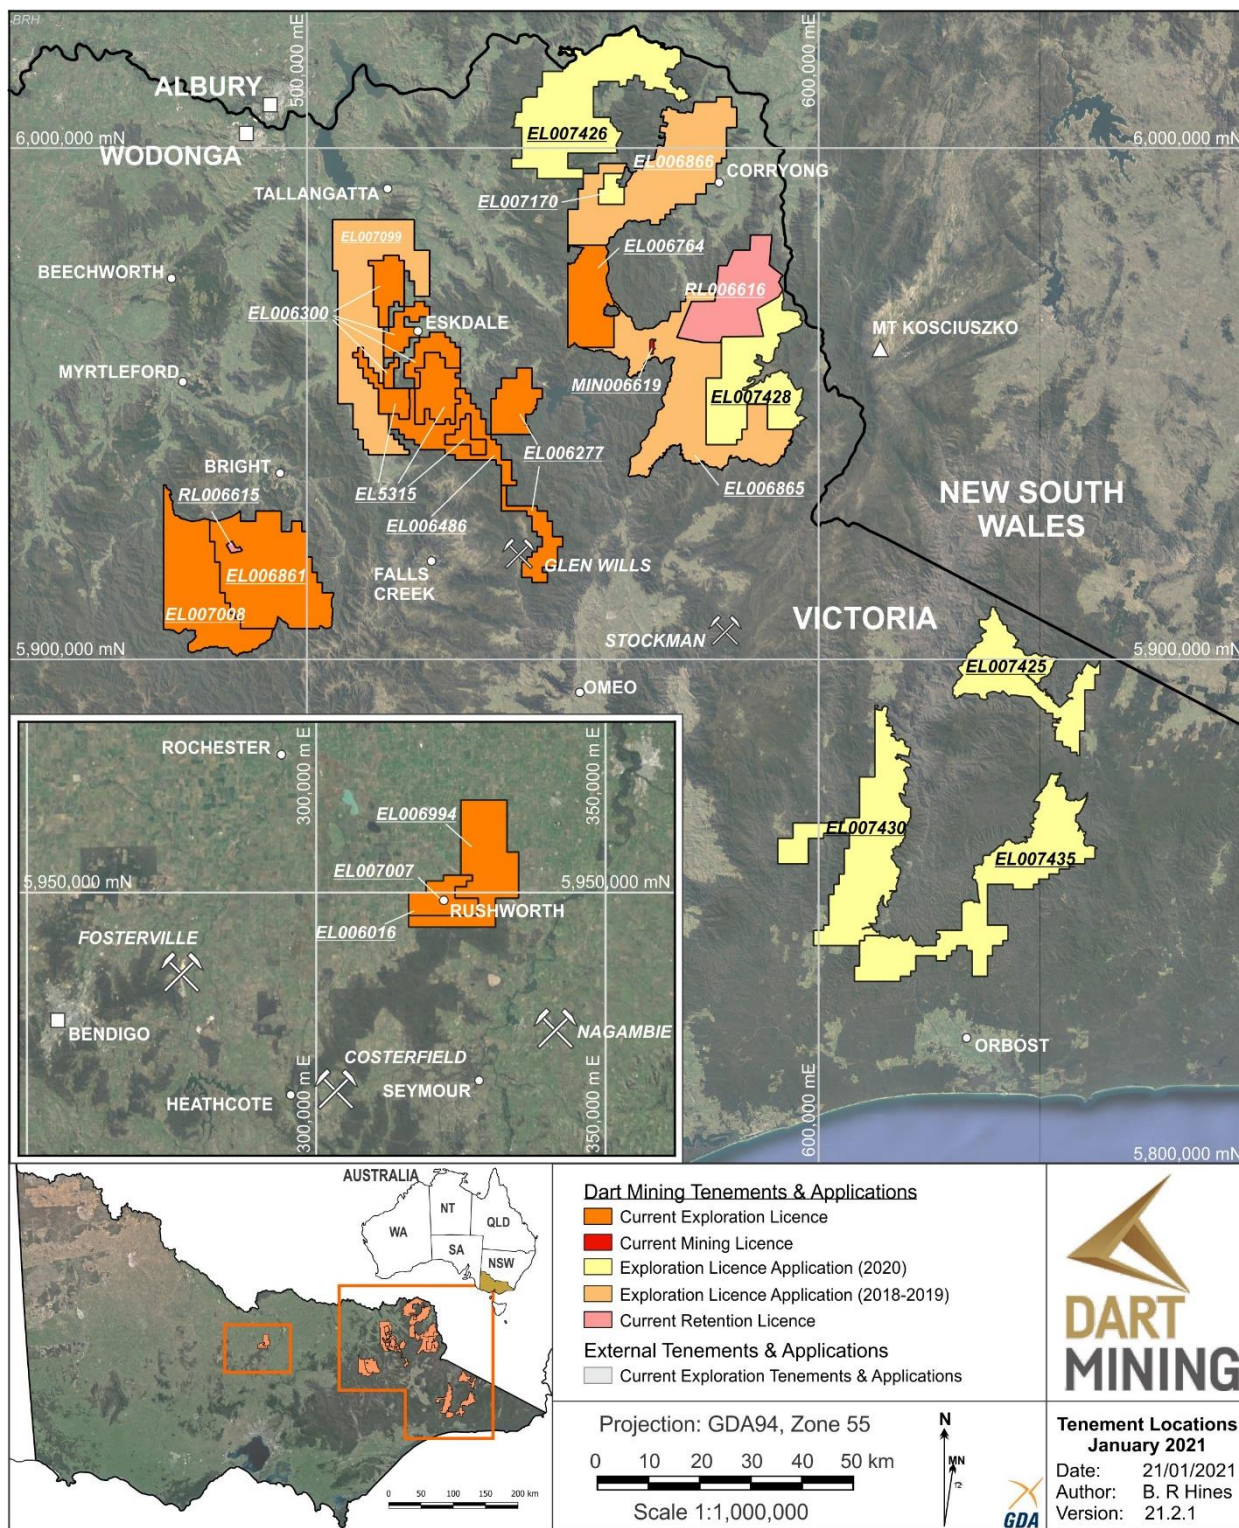 BRH
ALBURY
500,000 mE
600,000 mE
6,000,000 mN
6,000,000 mN
WODONGA
EL007426
EL006866
CORRYONG
TALLANGATTA
EL007170
EL007099
EL006764
BEECHWORTH
RL006616
EL006300
ESKDALE
MT KOSCIUSZKO
MYRTLEFORD
MIN006619
EL007428
EL006277
BRIGHT
RL006615
EL5315
EL006865
EL006486
NEW SOUTH
WALES
GLEN WILLS
FALLS
CREEK
EL006861
EL007008
VICTORIA
STOCKMAN
5,900,000 mN
5,900,000 mN
EL007425
OMEO
ROCHESTER
300,000 m E
350,000 m E
EL006994
EL007430
EL007435
EL007007
5,950,000 mN
5,950,000 mN
RUSHWORTH
EL006016
FOSTERVILLE
BENDIGO
NAGAMBIE
COSTERFIELD
SEYMOUR
HEATHCOTE
300,000 m E
350,000 m E
ORBOST
600,000 mE
5,800,000 mN
AUSTRALIA
NT
QLD
WA
SA
NSW
0 50 100 150 200 km
Dart Mining Tenements & Applications
Current Exploration Licence
Current Mining Licence
Exploration Licence Application (2020)
Exploration Licence Application (2018-2019)
Current Retention Licence
External Tenements & Applications
Current Exploration Tenements & Applications
Projection: GDA94, Zone 55
0 10 20 30 40 50 km
Scale 1:1,000,000
N
MN
GDA
DART
MINING
Tenement Locations
January 2021
Date: 21/01/2021
Author: B. R Hines
Version: 21.2.1